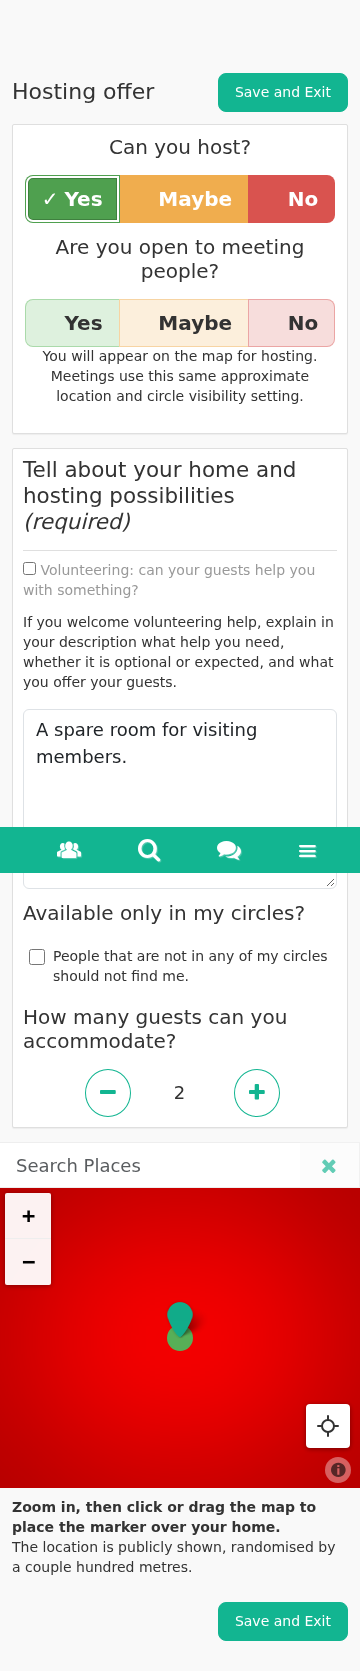 Hosting offer
Save and Exit
Can you host?
✓ Yes
Maybe
No
Are you open to meeting
people?
Yes
Maybe
No
You will appear on the map for hosting.
Meetings use this same approximate
location and circle visibility setting.
Tell about your home and
hosting possibilities
(required)
Volunteering: can your guests help you
with something?
If you welcome volunteering help, explain in
your description what help you need,
whether it is optional or expected, and what
you offer your guests.
A spare room for visiting
members.
Available only in my circles?
People that are not in any of my circles
should not find me.
How many guests can you
accommodate?
2
Search Places
+
−
Zoom in, then click or drag the map to
place the marker over your home.
The location is publicly shown, randomised by
a couple hundred metres.
Save and Exit